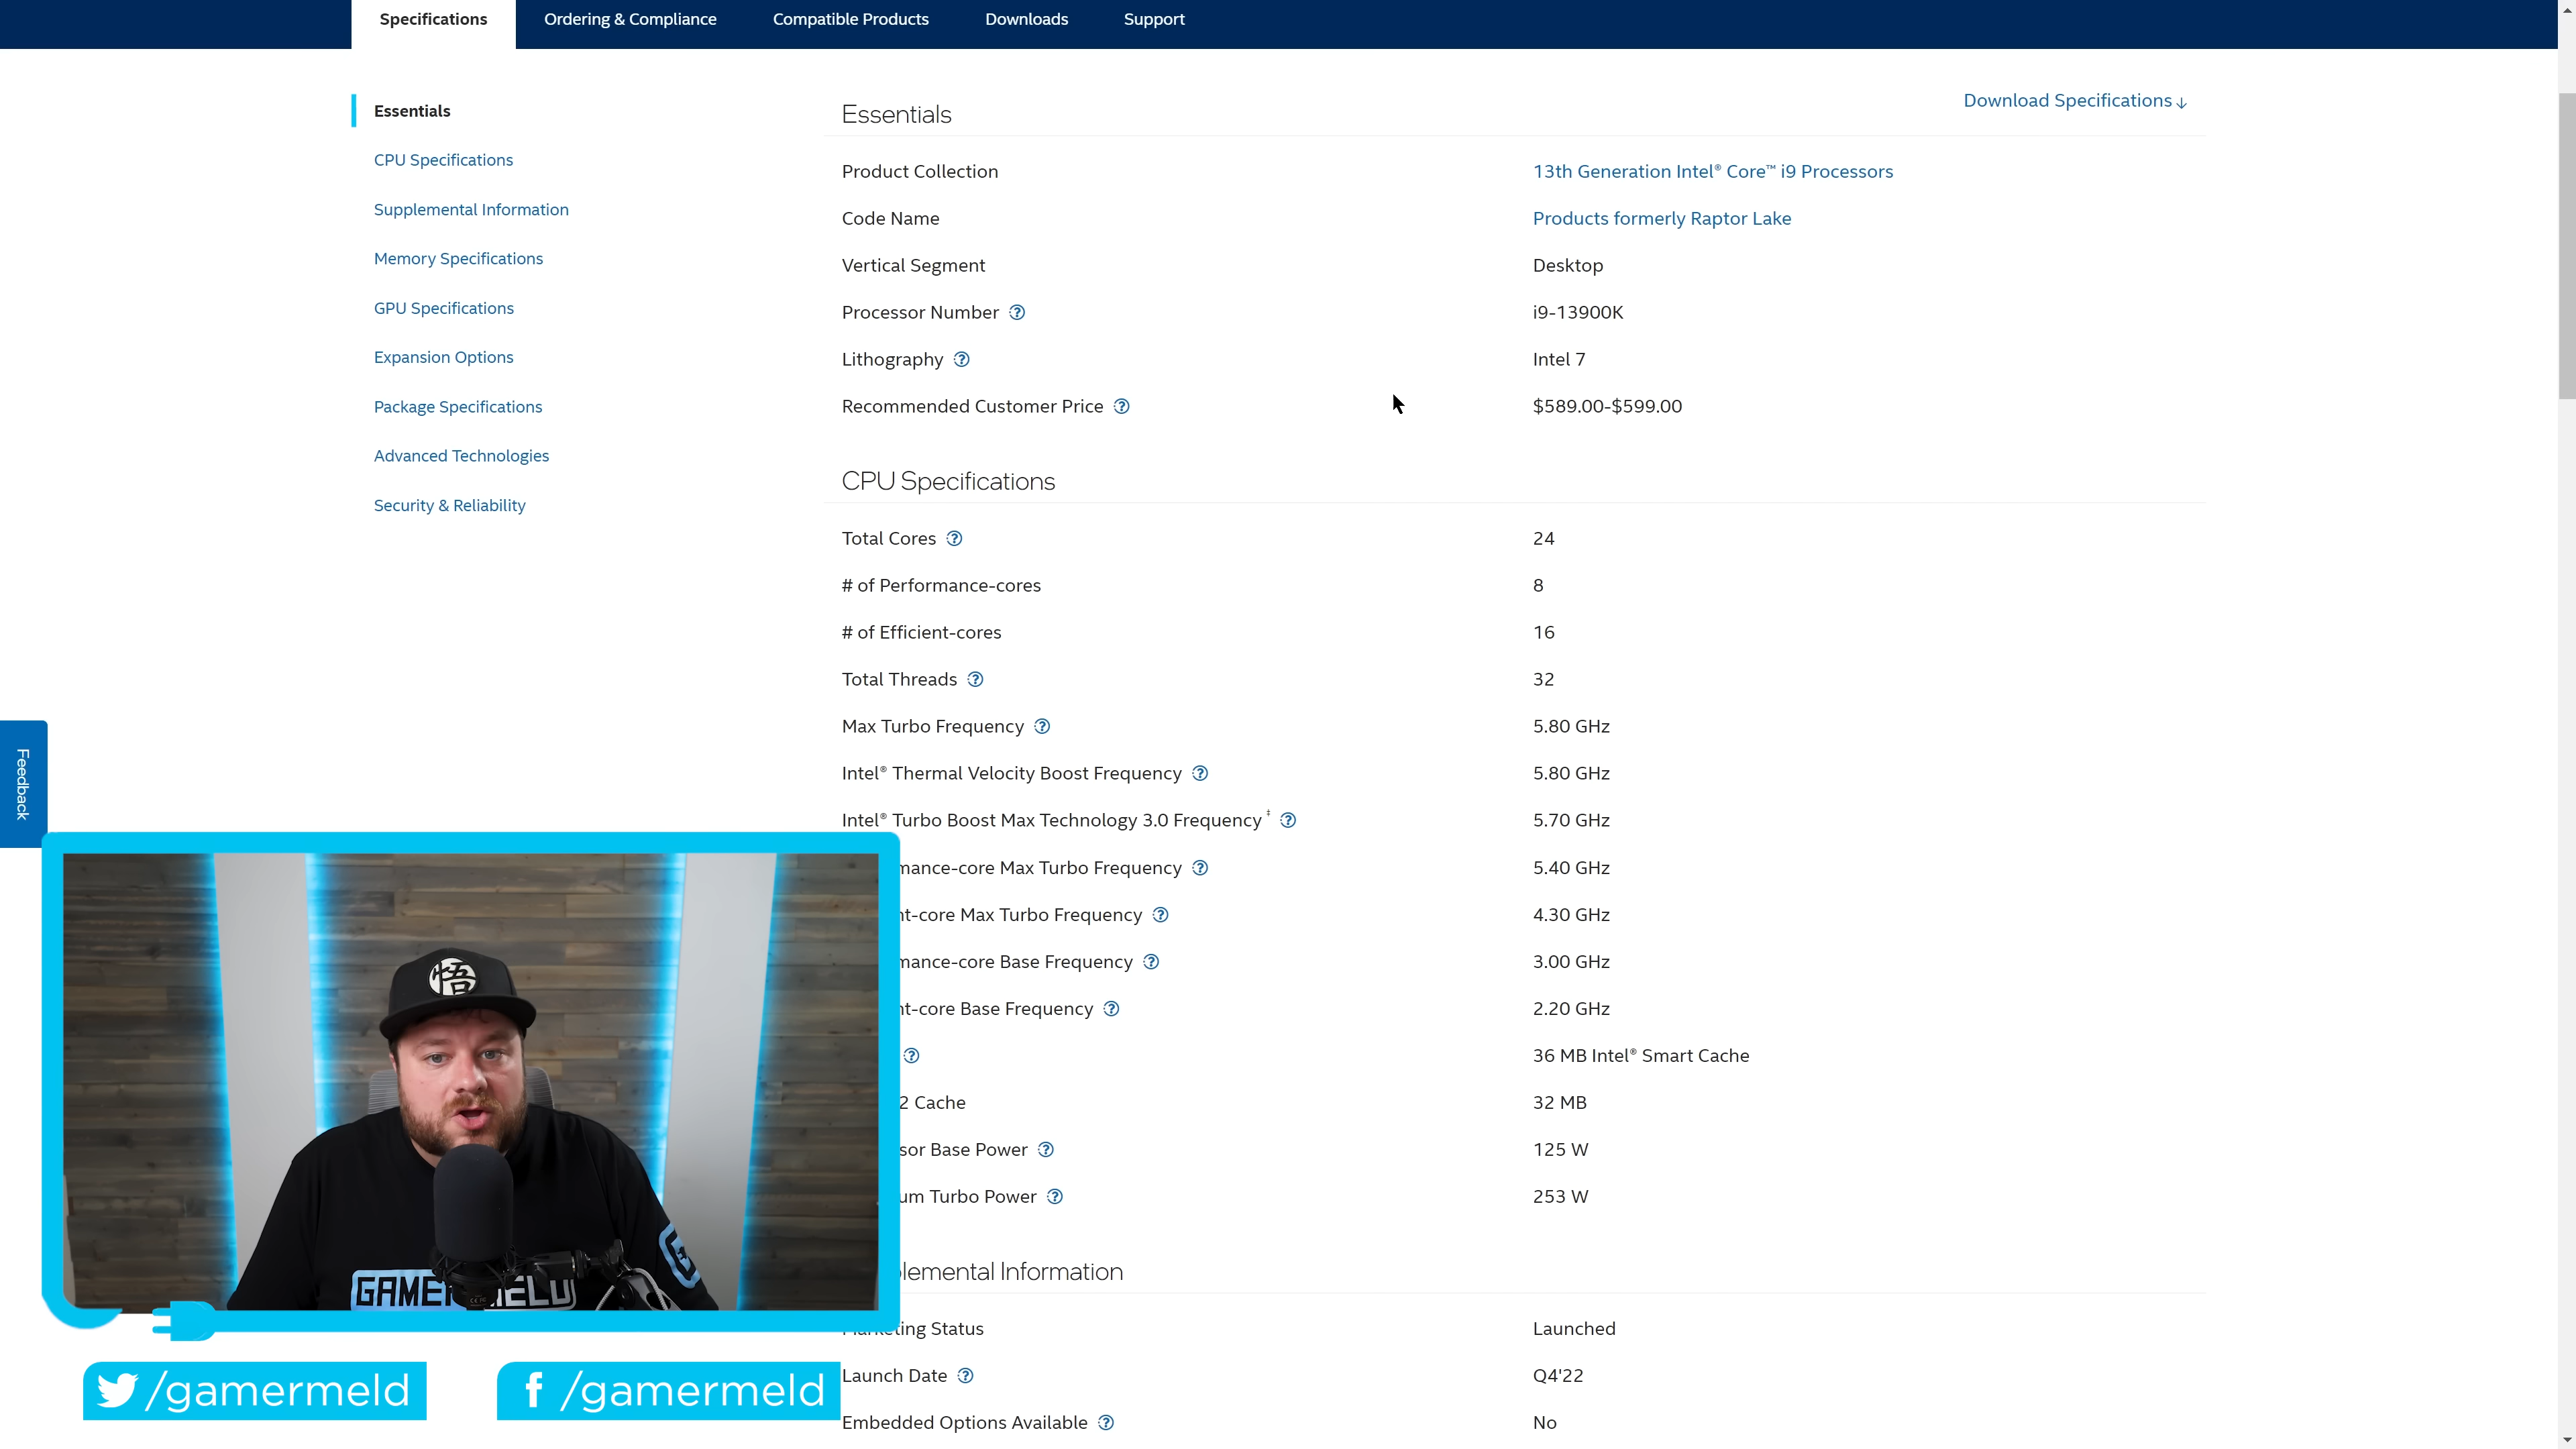 Specifications
Ordering & Compliance
Compatible Products
Downloads
Support
Essentials
CPU Specifications
Supplemental Information
Memory Specifications
GPU Specifications
Expansion Options
Package Specifications
Advanced Technologies
Security & Reliability
Feedback
Essentials
Download Specifications ↓
Product Collection 13th Generation Intel® Core™ i9 Processors
Code Name Products formerly Raptor Lake
Vertical Segment Desktop
Processor Number ? i9-13900K
Lithography ? Intel 7
Recommended Customer Price ? $589.00-$599.00
CPU Specifications
Total Cores ? 24
# of Performance-cores 8
# of Efficient-cores 16
Total Threads ? 32
Max Turbo Frequency ? 5.80 GHz
Intel® Thermal Velocity Boost Frequency ? 5.80 GHz
Intel® Turbo Boost Max Technology 3.0 Frequency ‡ ? 5.70 GHz
mance-core Max Turbo Frequency ? 5.40 GHz
nt-core Max Turbo Frequency ? 4.30 GHz
mance-core Base Frequency ? 3.00 GHz
nt-core Base Frequency ? 2.20 GHz
? 36 MB Intel® Smart Cache
2 Cache 32 MB
sor Base Power ? 125 W
um Turbo Power ? 253 W
lemental Information
Marketing Status Launched
Launch Date ? Q4'22
Embedded Options Available ? No
悟
/gamermeld
/gamermeld